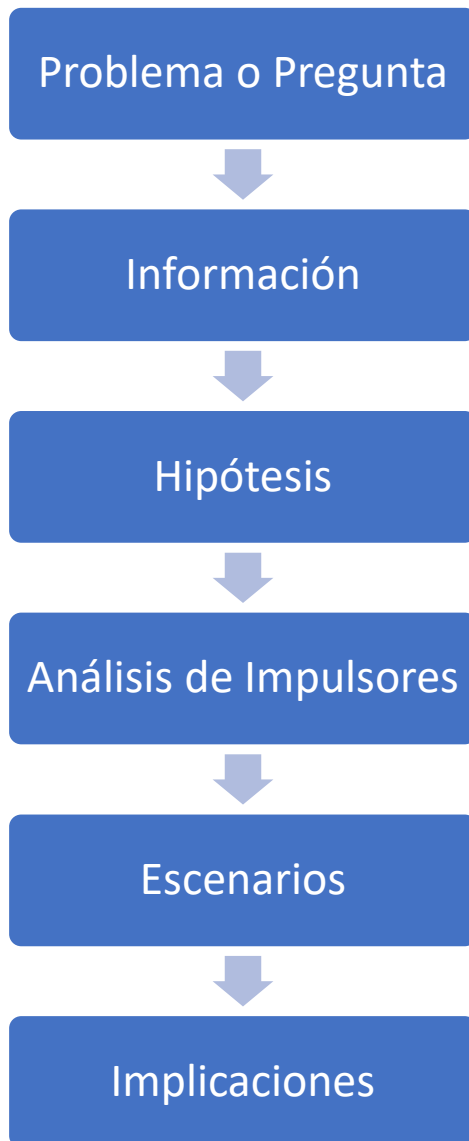 Problema o Pregunta
Información
Hipótesis
Análisis de Impulsores
Escenarios
Implicaciones